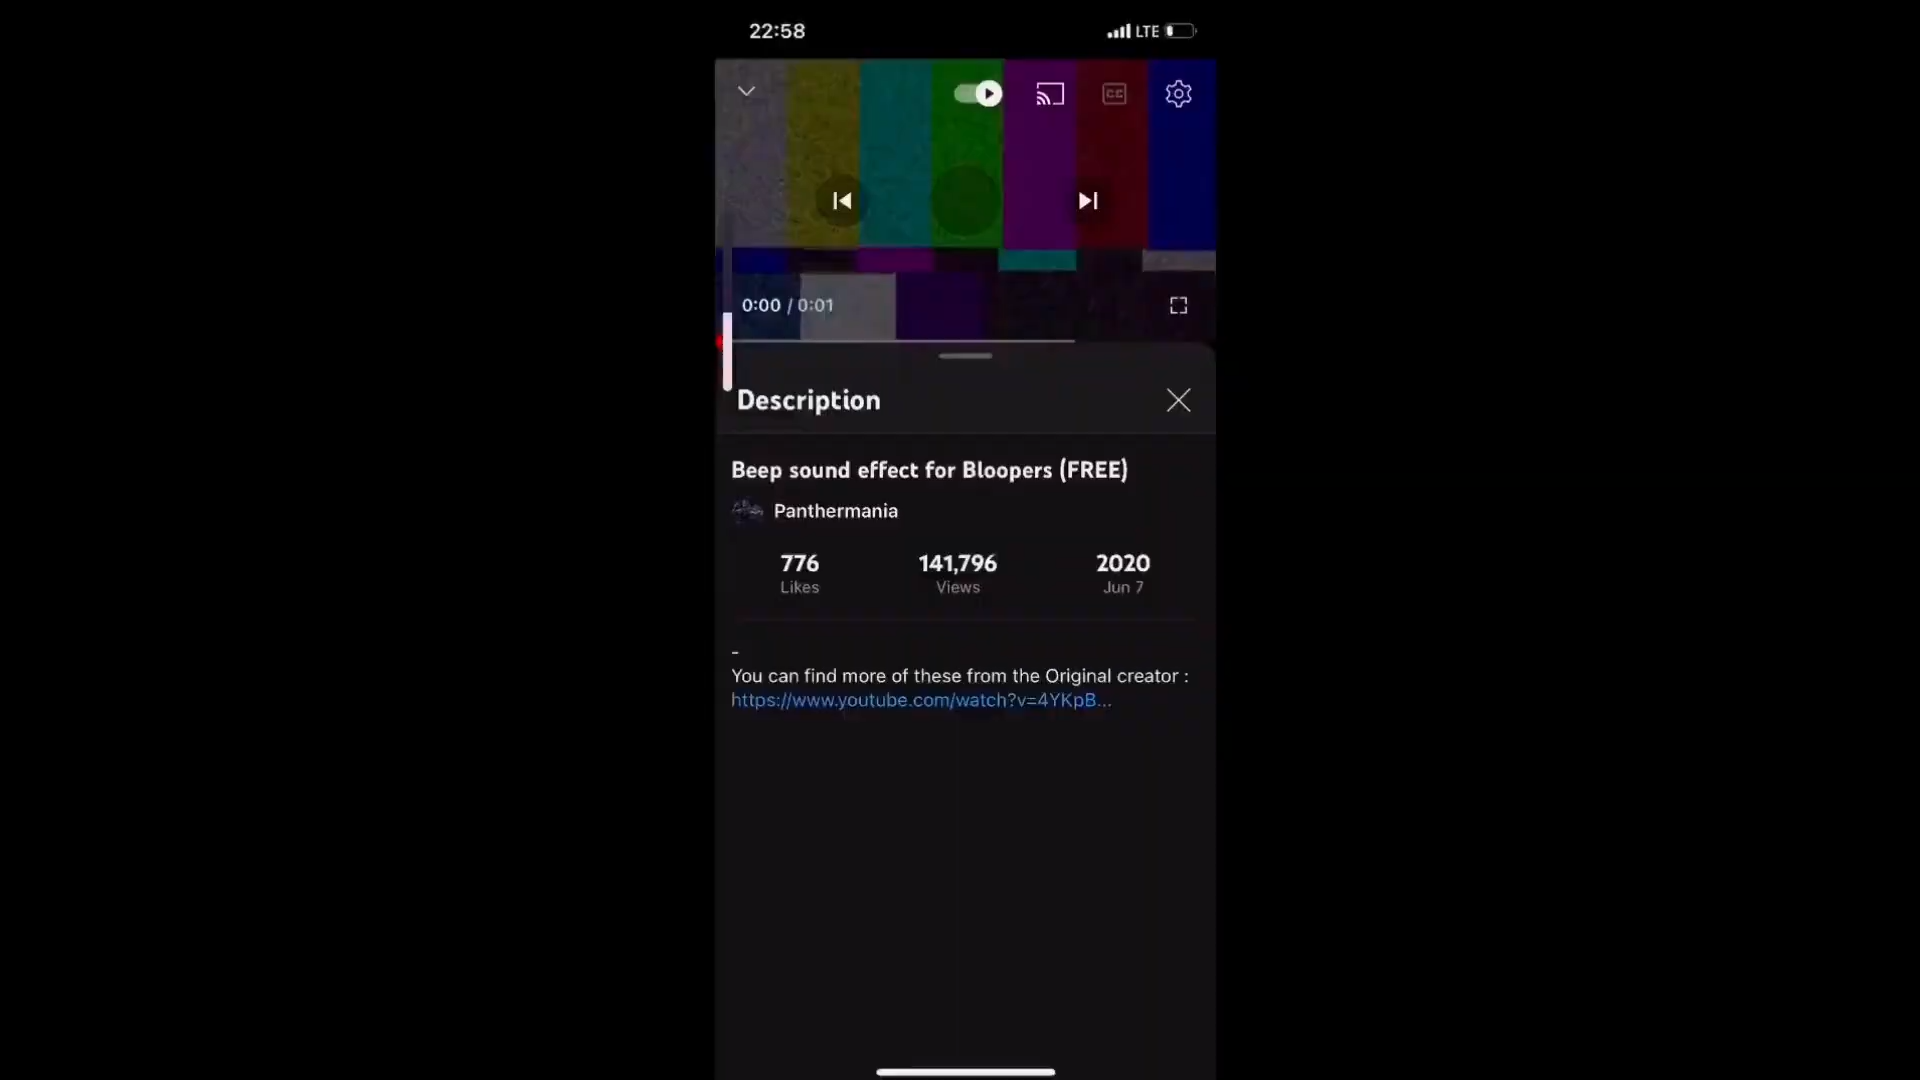 22:58
LTE
CC
0:00 / 0:01
Description
Beep sound effect for Bloopers (FREE)
Panthermania
776 141,796 2020
Likes Views Jun 7
-
You can find more of these from the Original creator :
https://www.youtube.com/watch?v=4YKpB...